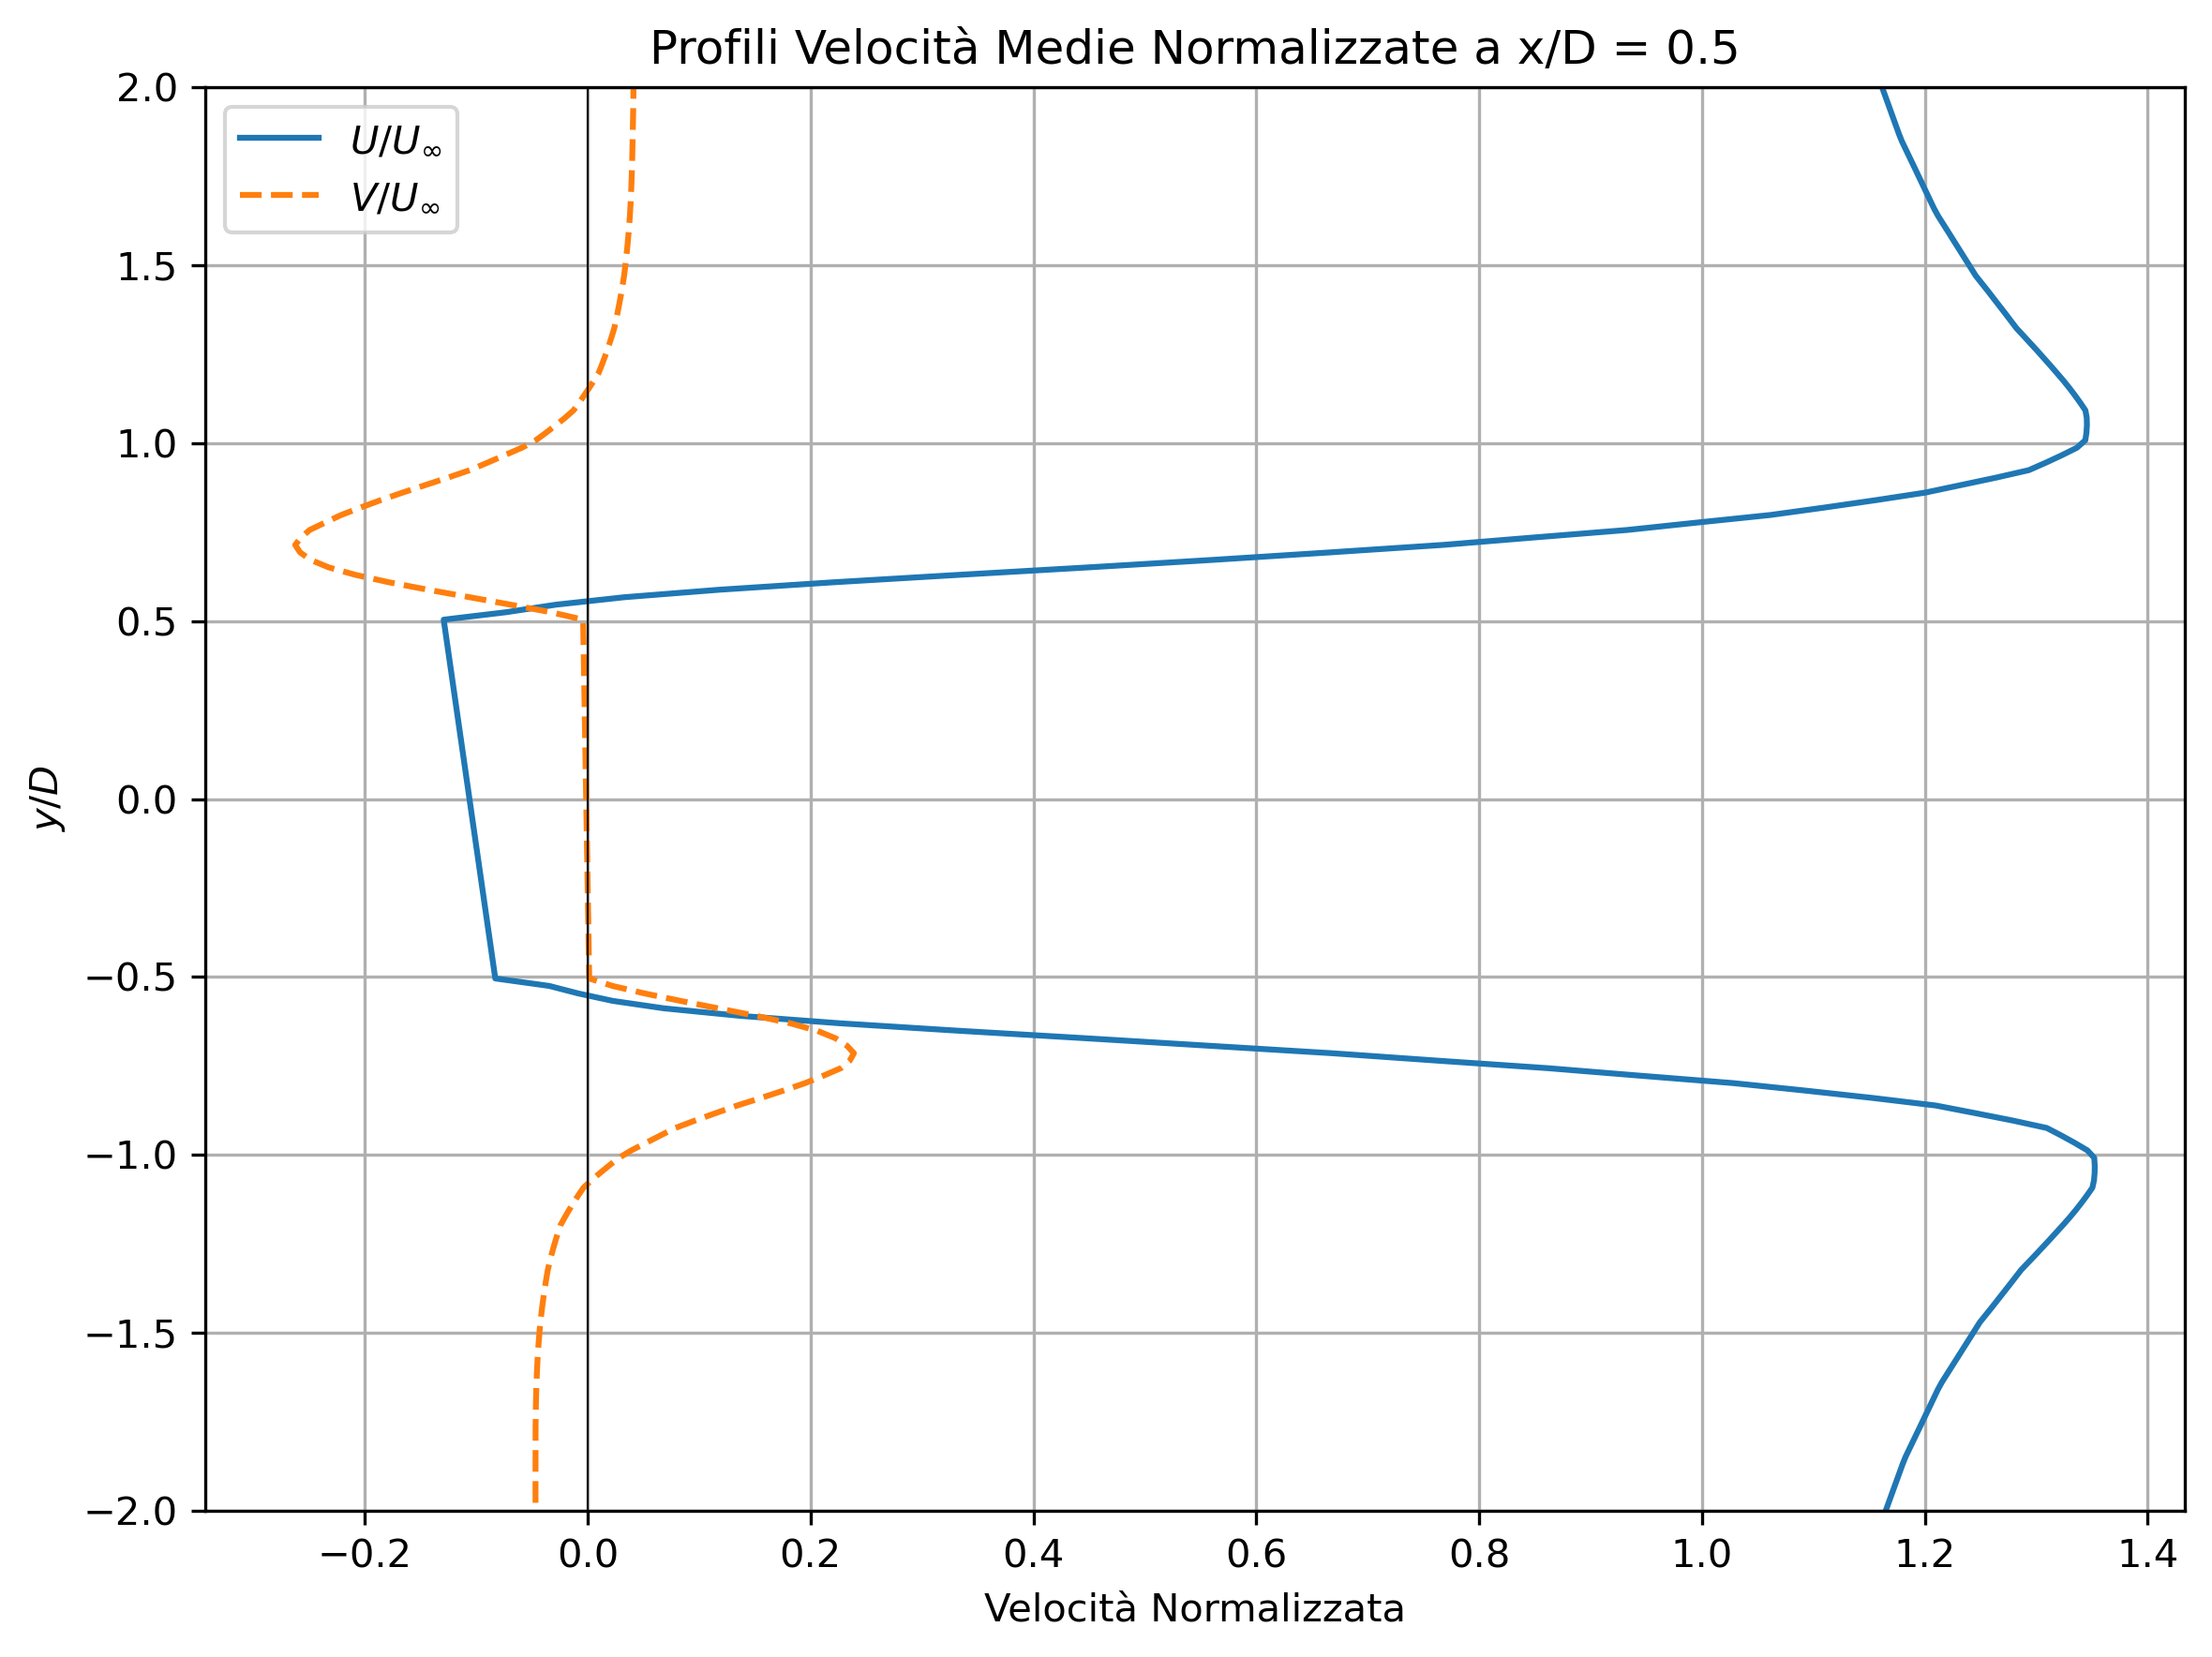 Profili Velocità Medie Normalizzate a x/D = 0.5
U/U∞
V/U∞
2.0
1.5
1.0
0.5
0.0
−0.5
−1.0
−1.5
−2.0
y/D
−0.2 0.0 0.2 0.4 0.6 0.8 1.0 1.2 1.4
Velocità Normalizzata